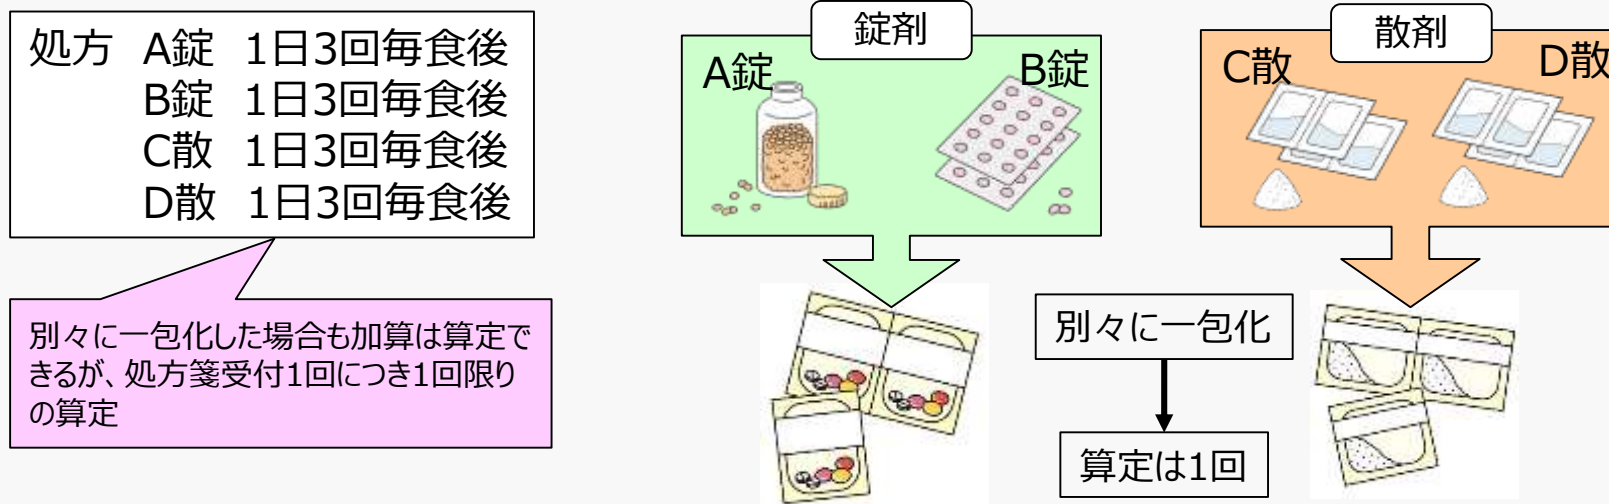 処方 A錠 1日3回毎食後
B錠 1日3回毎食後
C散 1日3回毎食後
D散 1日3回毎食後
別々に一包化した場合も加算は算定で
きるが、処方箋受付1回につき1回限り
の算定
錠剤
A錠
B錠
散剤
C散
D散
別々に一包化
算定は1回